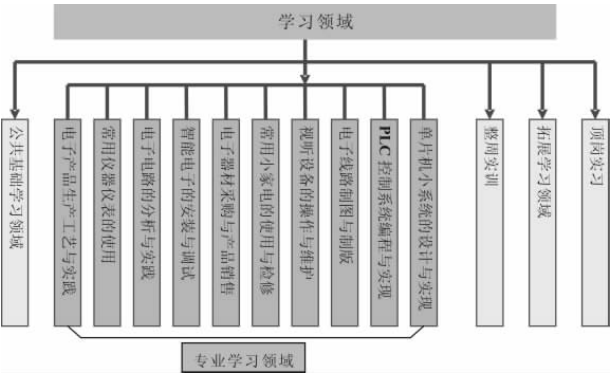 学习领域
公共基础学习领域
电子产品生产工艺与实践
常用仪器仪表的使用
电子电路的分析与实践
智能电子的安装与调试
电子器材采购与产品销售
常用小家电的使用与检修
视听设备的操作与维护
电子线路制图与制版
PLC 控制系统编程与实现
单片机小系统的设计与实现
整周实训
拓展学习领域
顶岗实习
专业学习领域